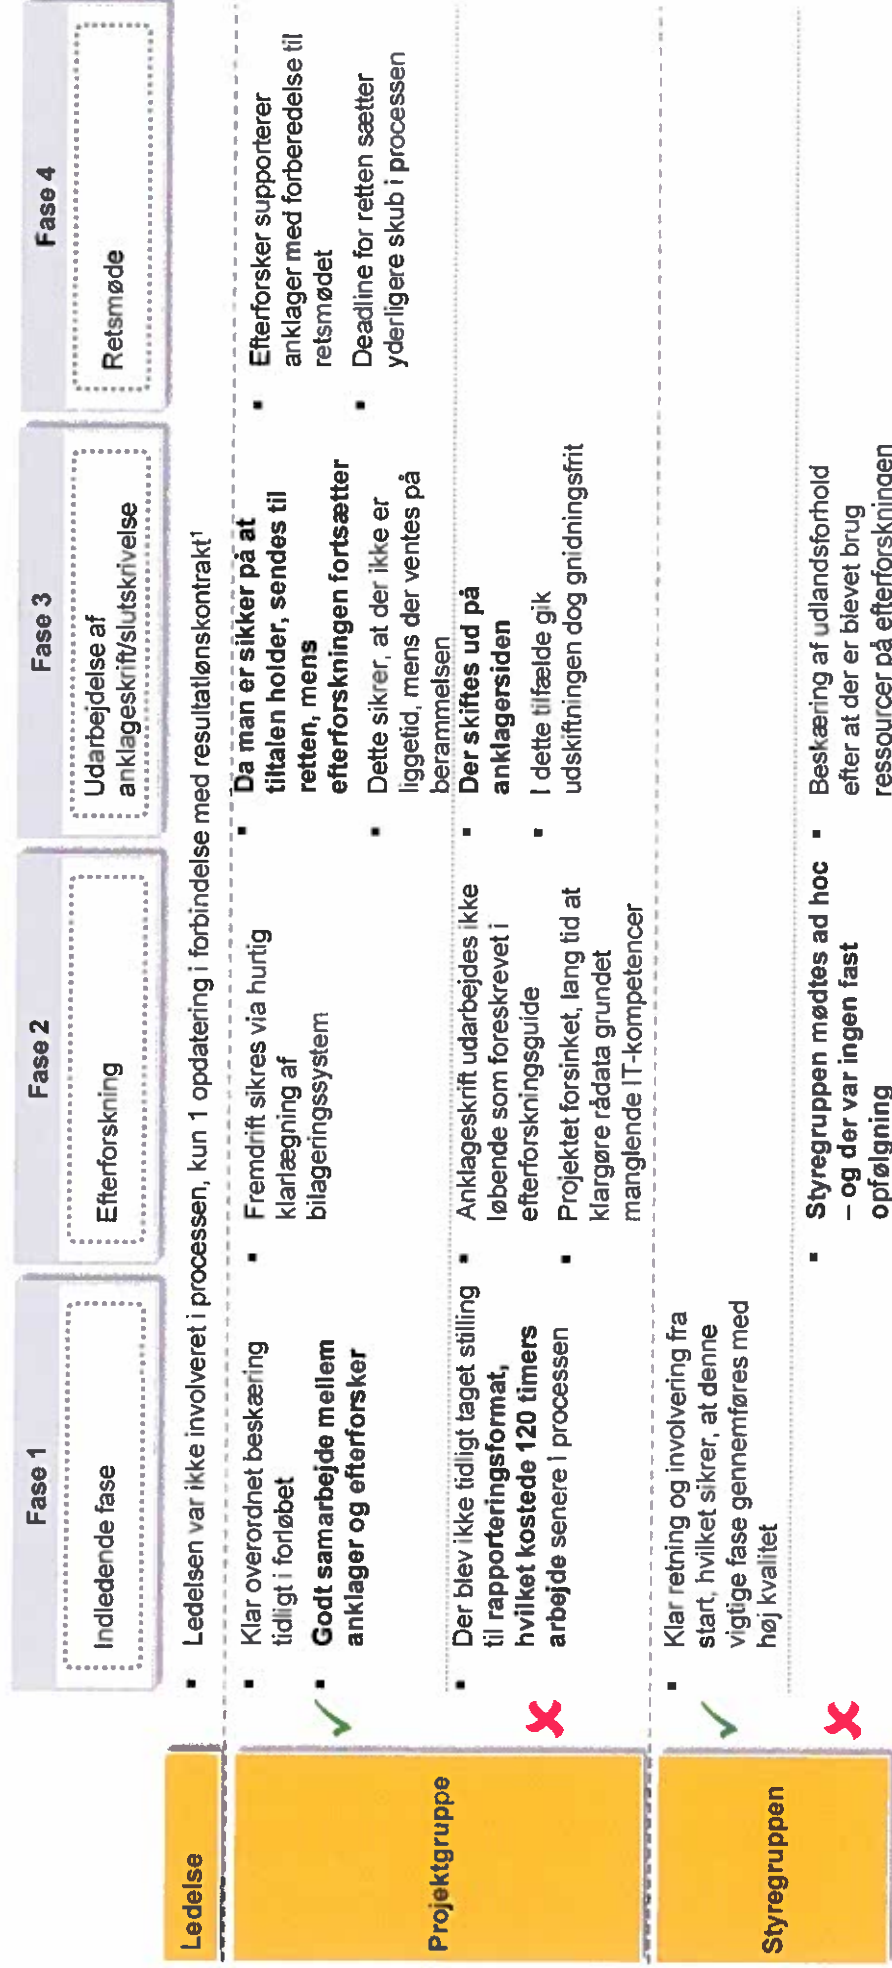 Fase 1
Indledende fase
Fase 2
Efterforskning
Fase 3
Udarbejdelse af
anklageskrift/slutskrivelse
Fase 4
Retsmøde
Ledelse
▪ Ledelsen var ikke involveret i processen, kun 1 opdatering i forbindelse med resultatlønskontrakt¹
Projektgruppe
▪ Klar overordnet beskæring
tidligt i forløbet
▪ Godt samarbejde mellem
anklager og efterforsker
▪ Fremdrift sikres via hurtig
klarlægning af
bilageringssystem
▪ Da man er sikker på at
tiltalen holder, sendes til
retten, mens
efterforskningen fortsætter
▪ Dette sikrer, at der ikke er
liggetid, mens der ventes på
berammelsen
▪ Efterforsker supporterer
anklager med forberedelse til
retsmødet
▪ Deadline for retten sætter
yderligere skub i processen
▪ Der blev ikke tidligt taget stilling
til rapporteringsformat,
hvilket kostede 120 timers
arbejde senere i processen
▪ Anklageskrift udarbejdes ikke
løbende som foreskrevet i
efterforskningsguide
▪ Projektet forsinket, lang tid at
klargøre rådata grundet
manglende IT-kompetencer
▪ Der skiftes ud på
anklagersiden
▪ I dette tilfælde gik
udskiftningen dog gnidningsfrit
Styregruppen
▪ Klar retning og involvering fra
start, hvilket sikrer, at denne
vigtige fase gennemføres med
høj kvalitet
▪ Styregruppen mødtes ad hoc
– og der var ingen fast
opfølgning
▪ Beskæring af udlandsforhold
efter at der er blevet brug
ressourcer på efterforskningen